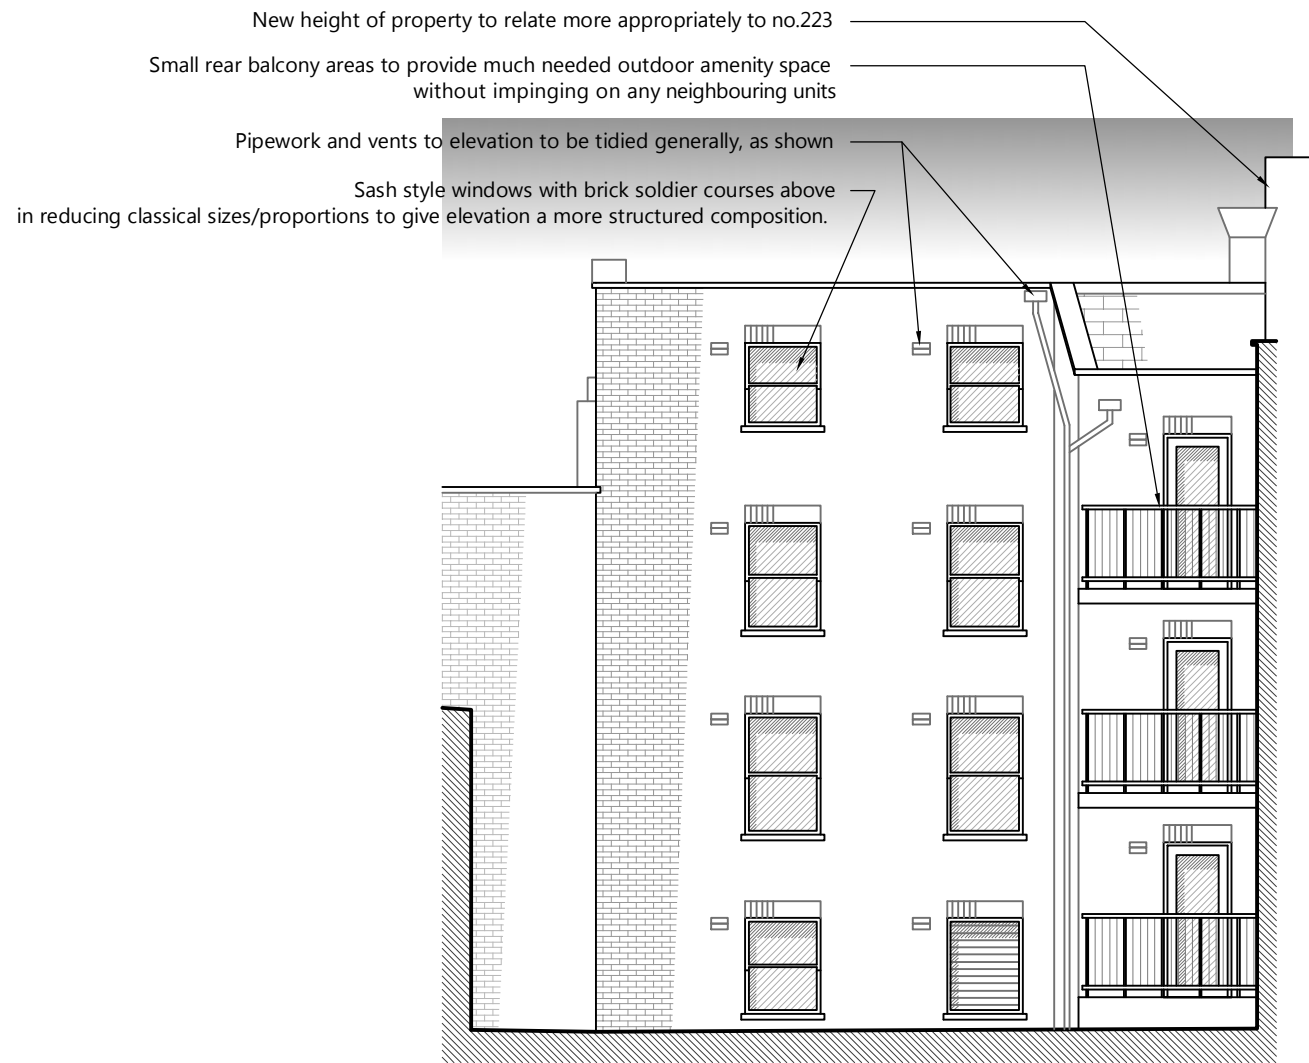 New height of property to relate more appropriately to no.223
Small rear balcony areas to provide much needed outdoor amenity space
without impinging on any neighbouring units
Pipework and vents to elevation to be tidied generally, as shown
Sash style windows with brick soldier courses above
in reducing classical sizes/proportions to give elevation a more structured composition.